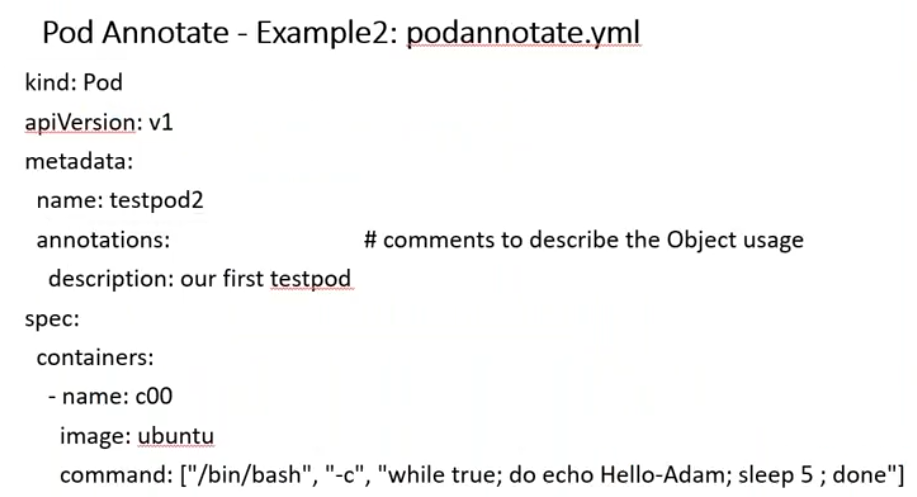 Pod Annotate - Example2: podannotate.yml
kind: Pod
apiVersion: v1
metadata:
  name: testpod2
  annotations:                              # comments to describe the Object usage
    description: our first testpod
spec:
  containers:
    - name: c00
      image: ubuntu
      command: ["/bin/bash", "-c", "while true; do echo Hello-Adam; sleep 5 ; done"]